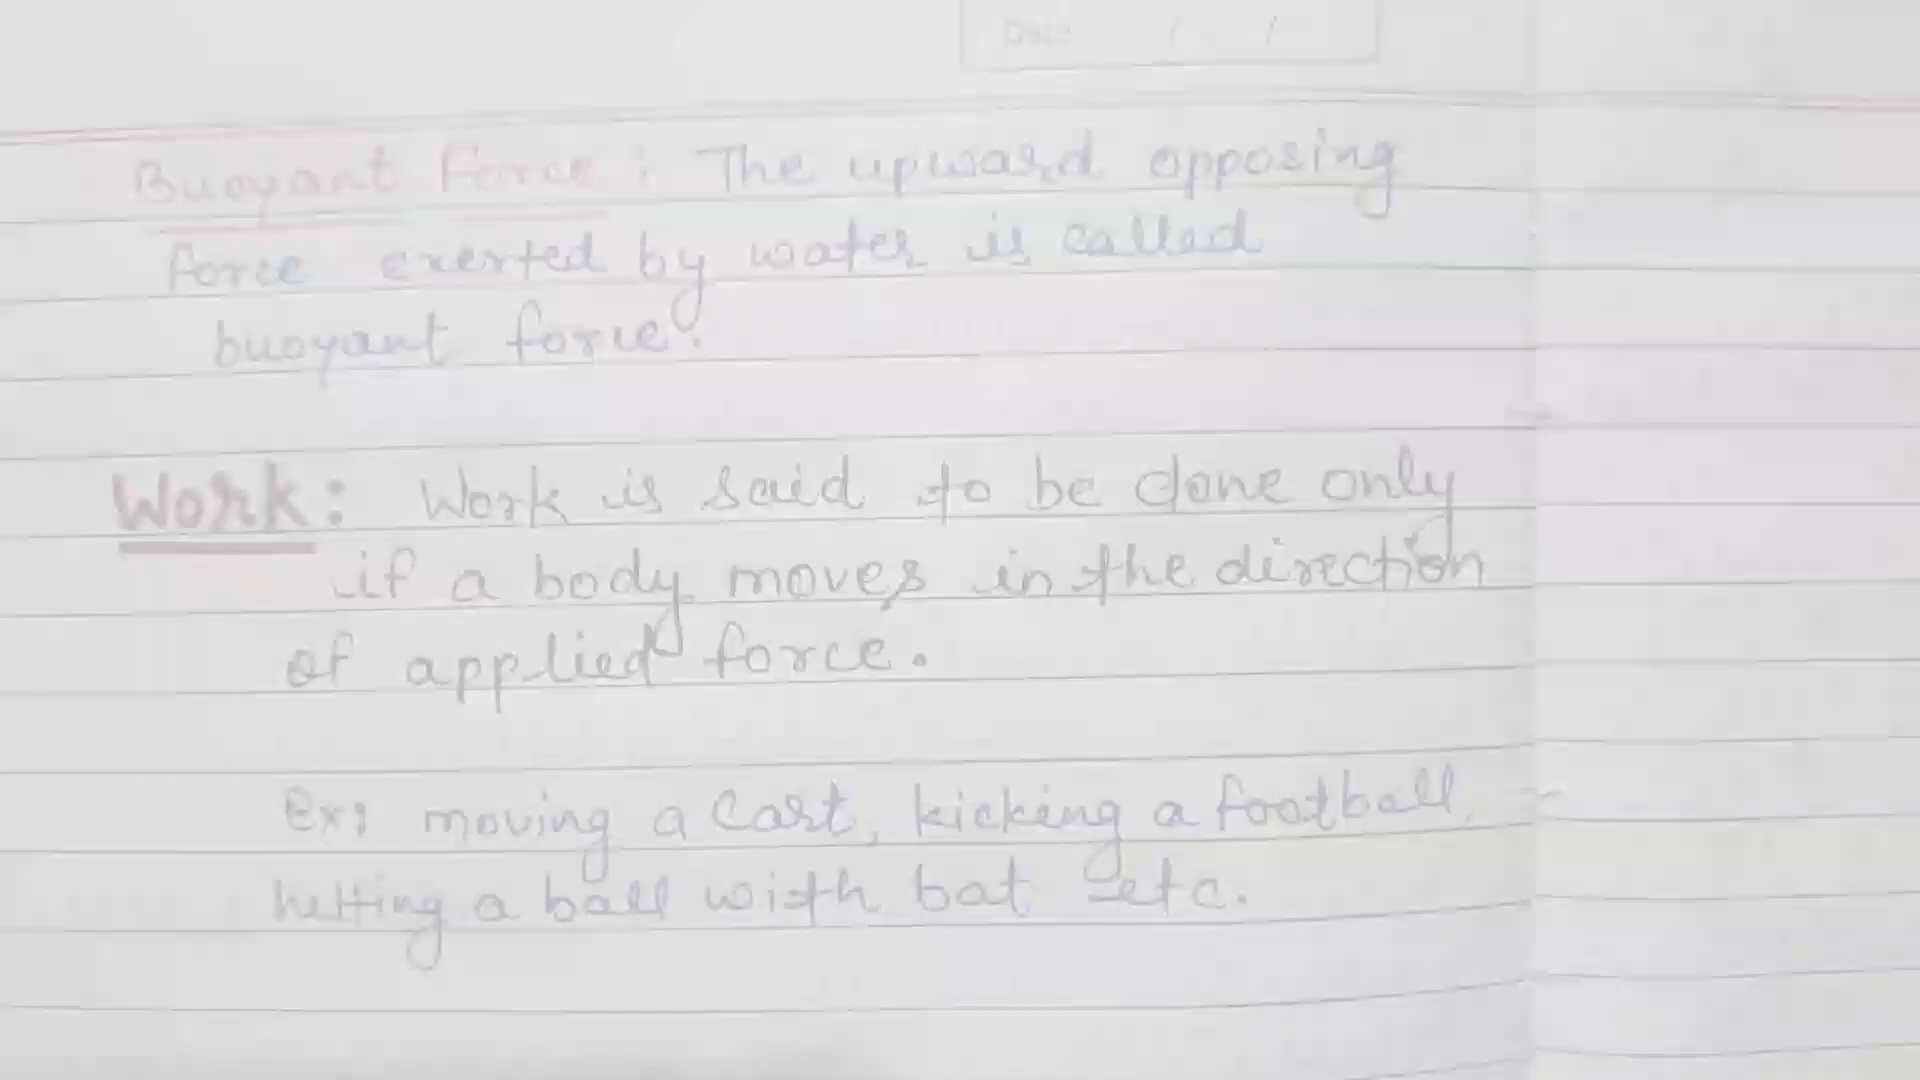 Date / /
Buoyant Force : The upward opposing
force exerted by water is called
buoyant force.
Work : Work is said to be done only
if a body moves in the direction
of applied force.
Ex: moving a Cart, kicking a football,
hitting a ball with bat etc.